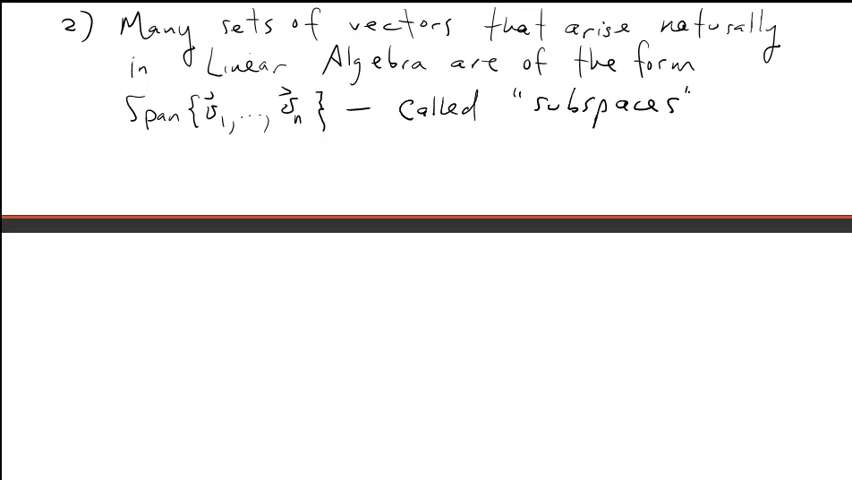 2) Many sets of vectors that arise naturally
in Linear Algebra are of the form
Span{v⃗₁, ..., v⃗ₙ} — called "subspaces"